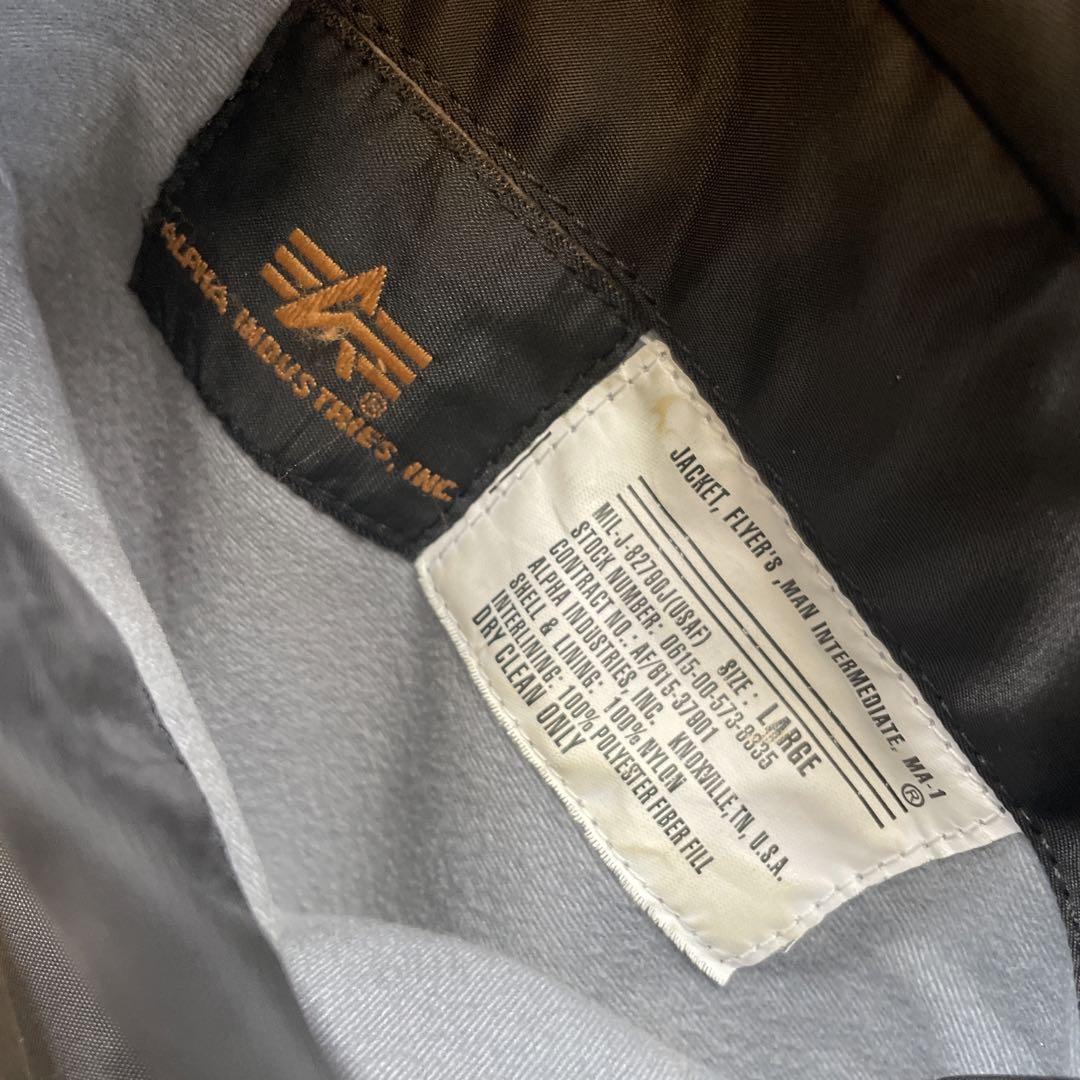 ALPHA INDUSTRIES, INC
®
JACKET, FLYER'S ,MAN INTERMEDIATE, MA-1
®
MIL-J-82790J(USAF) SIZE: LARGE
STOCK NUMBER: 0615-00-573-8835
CONTRACT NO: AF/815-37801
ALPHA INDUSTRIES, INC. KNOXVILLE,TN, U.S.A.
SHELL & LINING: 100% NYLON
INTERLINING: 100% POLYESTER FIBER FILL
DRY CLEAN ONLY